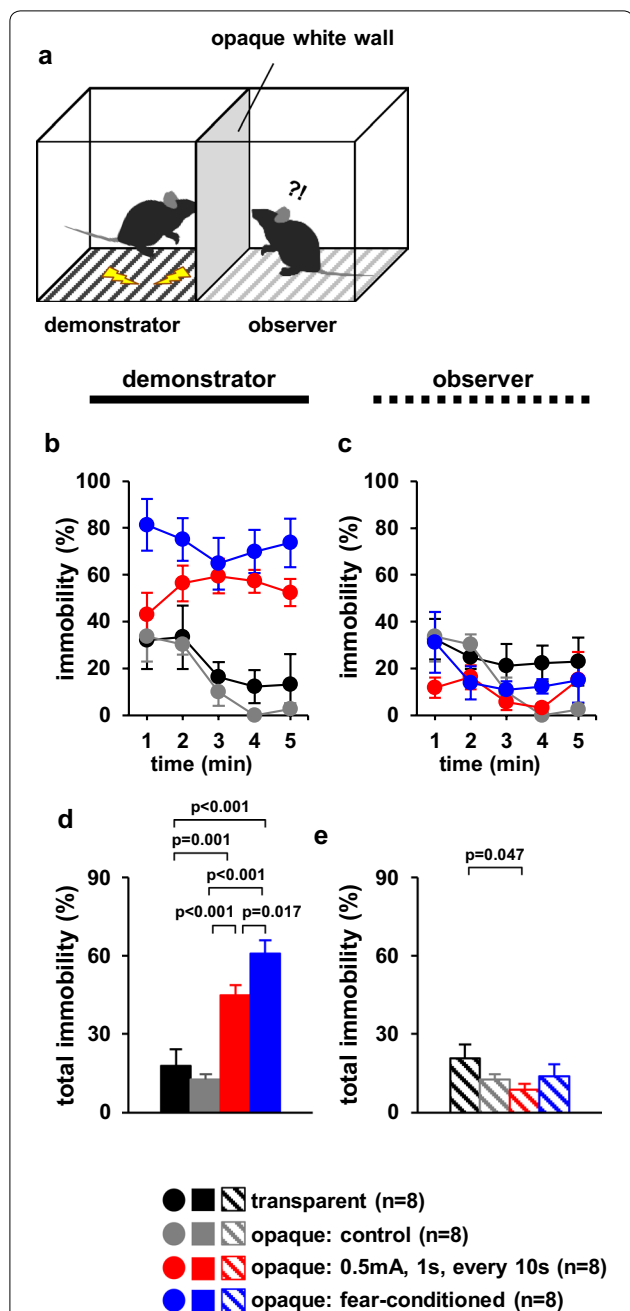 opaque white wall
a
?!
demonstrator observer
demonstrator observer
b c
immobility (%) immobility (%)
100 100
80 80
60 60
40 40
20 20
0 0
1 2 3 4 5 1 2 3 4 5
time (min) time (min)
d e
p<0.001
p=0.001
p<0.001
p<0.001 p=0.017
p=0.047
total immobility (%) total immobility (%)
90 90
60 60
30 30
0 0
transparent (n=8)
opaque: control (n=8)
opaque: 0.5mA, 1s, every 10s (n=8)
opaque: fear-conditioned (n=8)